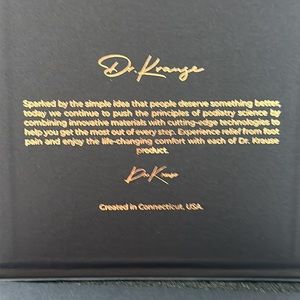 Dr. Krause
Sparked by the simple idea that people deserve something better,
today we continue to push the principles of podiatry science by
combining innovative materials with cutting-edge technologies to
help you get the most out of every step. Experience relief from foot
pain and enjoy the life-changing comfort with each of Dr. Krause
product.
Dr. Krause
Created in Connecticut, USA.